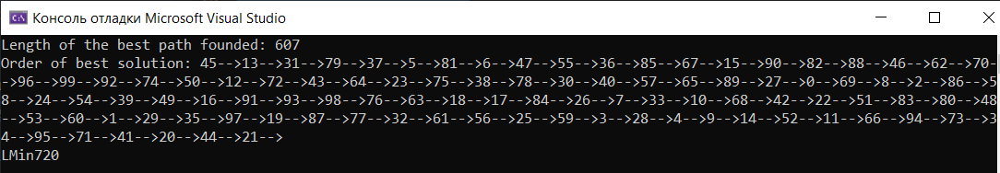 Консоль отладки Microsoft Visual Studio
Length of the best path founded: 607
Order of best solution: 45-->13-->31-->79-->37-->5-->81-->6-->47-->55-->36-->85-->67-->15-->90-->82-->88-->46-->62-->70-
->96-->99-->92-->74-->50-->12-->72-->43-->64-->23-->75-->38-->78-->30-->40-->57-->65-->89-->27-->0-->69-->8-->2-->86-->5
8-->24-->54-->39-->49-->16-->91-->93-->98-->76-->63-->18-->17-->84-->26-->7-->33-->10-->68-->42-->22-->51-->83-->80-->48
-->53-->60-->1-->29-->35-->97-->19-->87-->77-->32-->61-->56-->25-->59-->3-->28-->4-->9-->14-->52-->11-->66-->94-->73-->3
4-->95-->71-->41-->20-->44-->21-->
LMin720